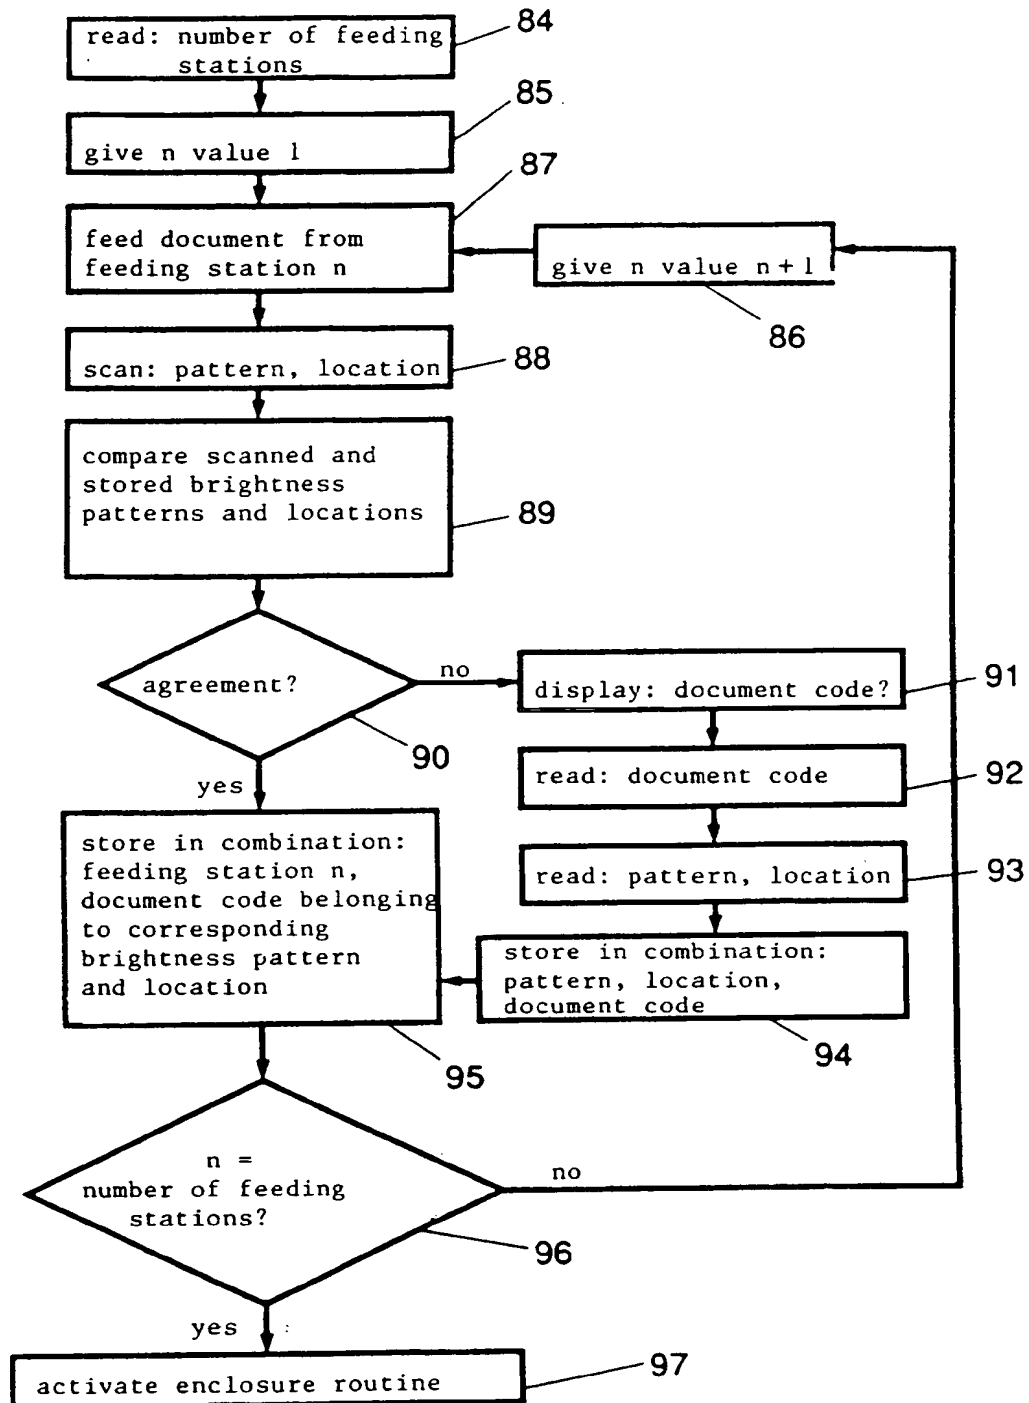 read: number of feeding
stations
84
give n value 1
85
feed document from
feeding station n
87
give n value n + 1
86
scan: pattern, location
88
compare scanned and
stored brightness
patterns and locations
89
agreement?
90
no
yes
display: document code?
91
read: document code
92
read: pattern, location
93
store in combination:
pattern, location,
document code
94
store in combination:
feeding station n,
document code belonging
to corresponding
brightness pattern
and location
95
n =
number of feeding
stations?
96
no
yes
activate enclosure routine
97